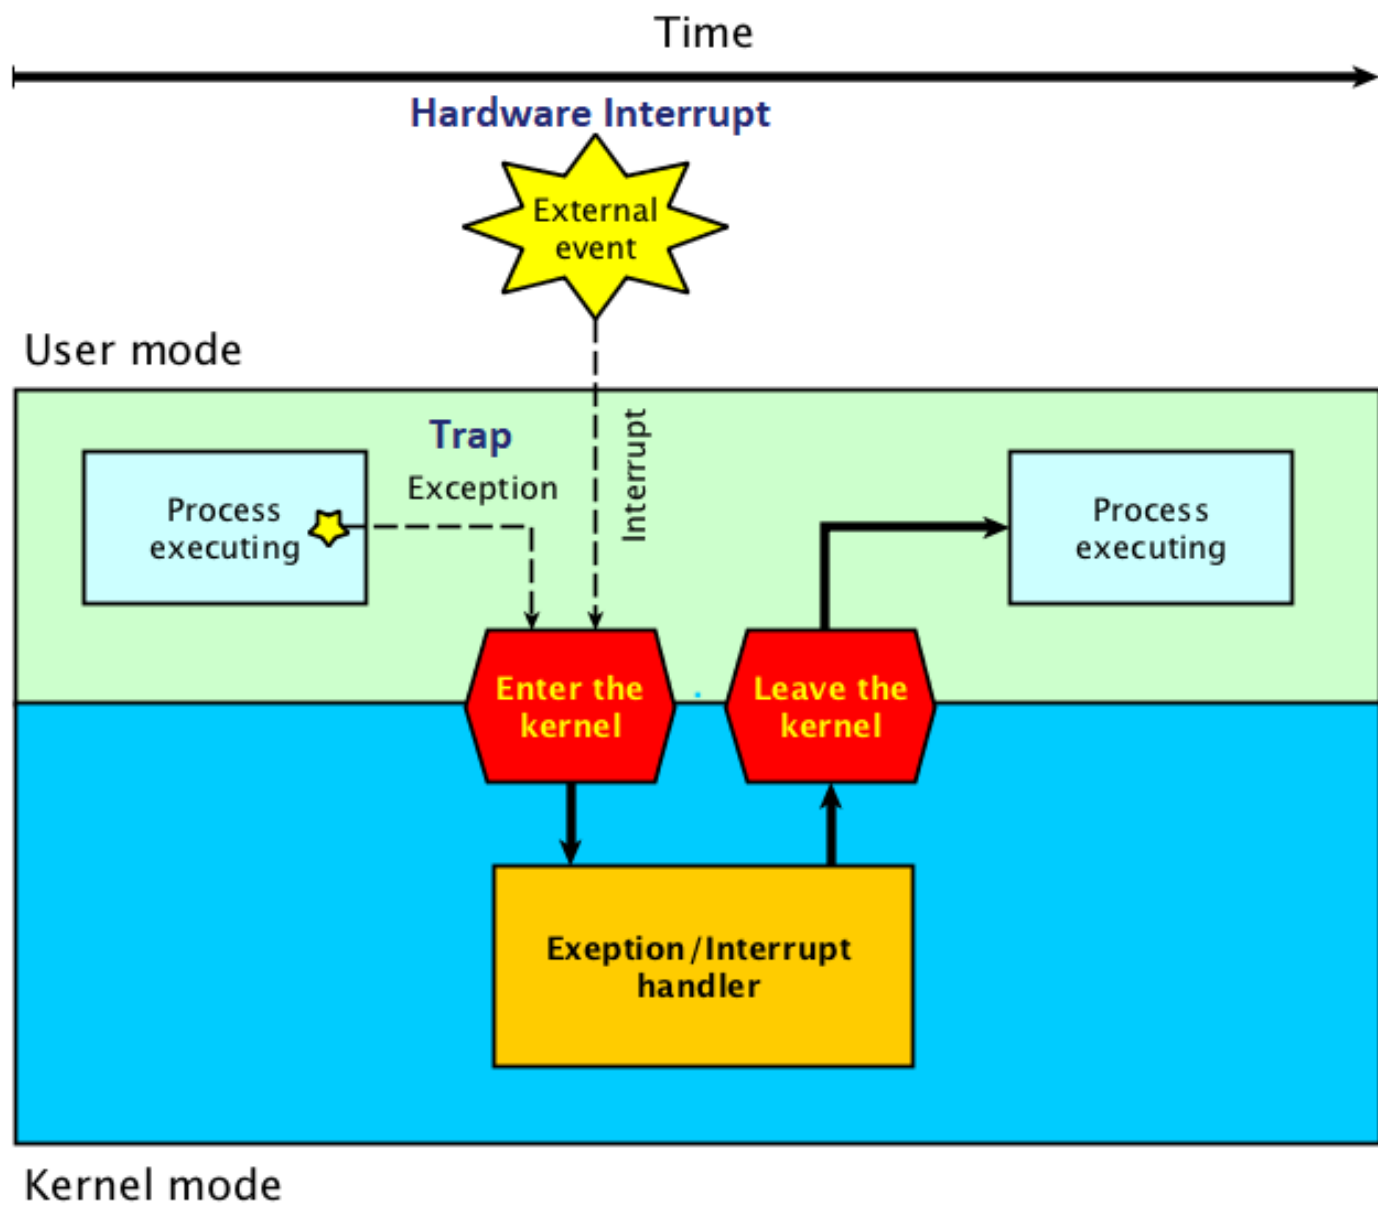 Time
Hardware Interrupt
External
event
User mode
Trap
Exception
Interrupt
Process
executing
Process
executing
Enter the
kernel
Leave the
kernel
Exeption/Interrupt
handler
Kernel mode